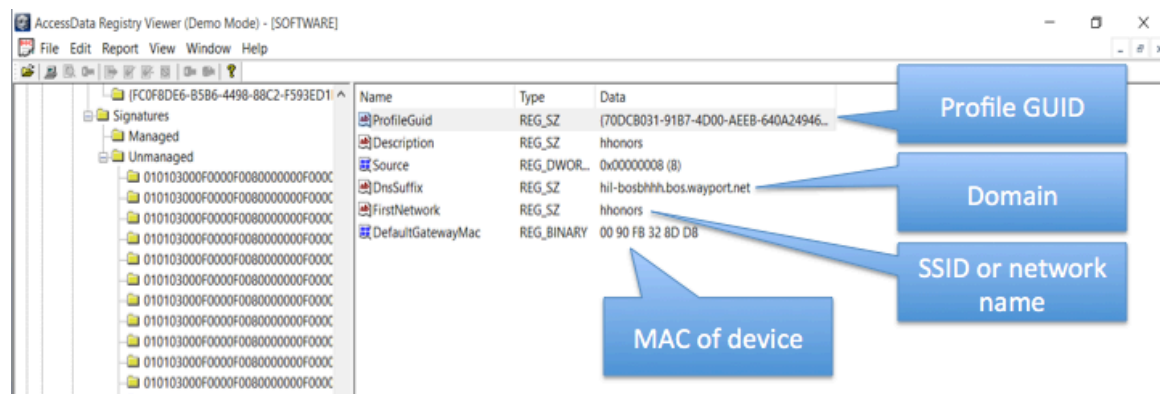 AccessData Registry Viewer (Demo Mode) - [SOFTWARE]
File Edit Report View Window Help
{FC0F8DE6-B5B6-4498-88C2-F593ED1
Signatures
Managed
Unmanaged
010103000F0000F0080000000F000C
010103000F0000F0080000000F000C
010103000F0000F0080000000F000C
010103000F0000F0080000000F000C
010103000F0000F0080000000F000C
010103000F0000F0080000000F000C
010103000F0000F0080000000F000C
010103000F0000F0080000000F000C
010103000F0000F0080000000F000C
010103000F0000F0080000000F000C
010103000F0000F0080000000F000C
Name Type Data
ProfileGuid REG_SZ {70DCB031-91B7-4D00-AEEB-640A24946...
Description REG_SZ hhonors
Source REG_DWOR... 0x00000008 (8)
DnsSuffix REG_SZ hil-bosbhhh.bos.wayport.net
FirstNetwork REG_SZ hhonors
DefaultGatewayMac REG_BINARY 00 90 FB 32 8D D8
Profile GUID
Domain
SSID or network
name
MAC of device